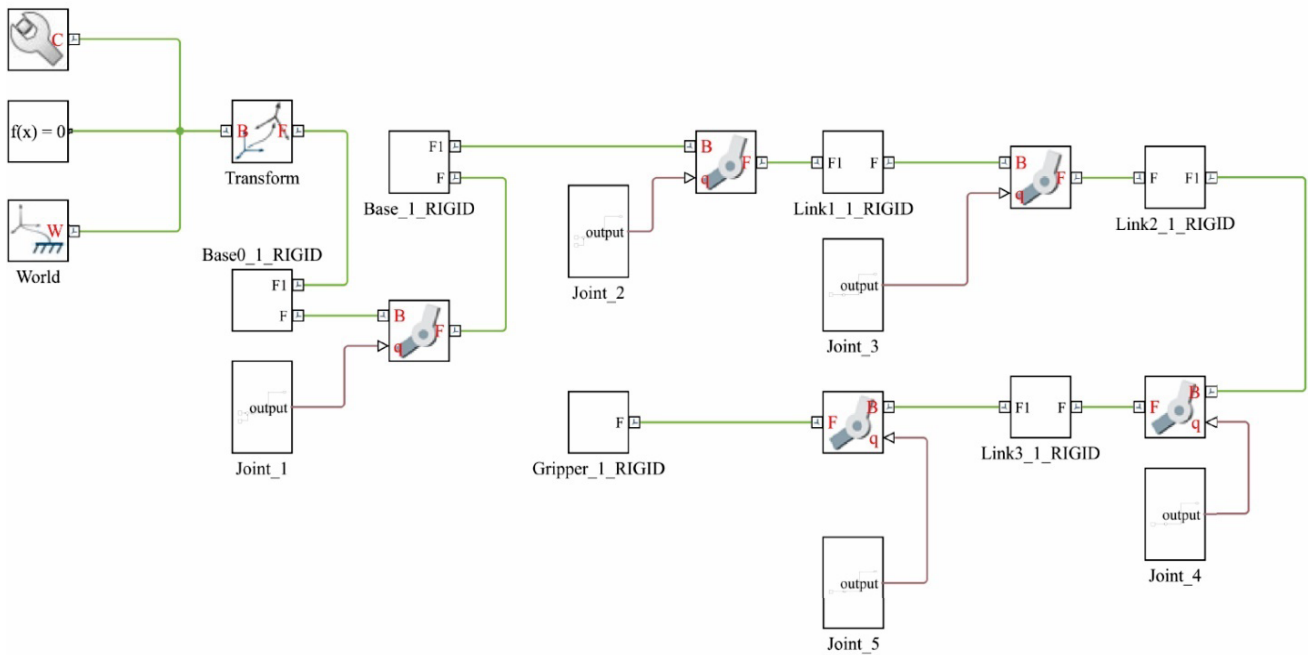 C
f(x) = 0
W
World
B F
Transform
Base0_1_RIGID
F1
F
B
F
q
output
Joint_1
F1
F
Base_1_RIGID
B
F
q
output
Joint_2
F1 F
Link1_1_RIGID
B
F
q
output
Joint_3
F F1
Link2_1_RIGID
B
F
q
output
Joint_4
F1 F
Link3_1_RIGID
B
F
q
output
Joint_5
F
Gripper_1_RIGID